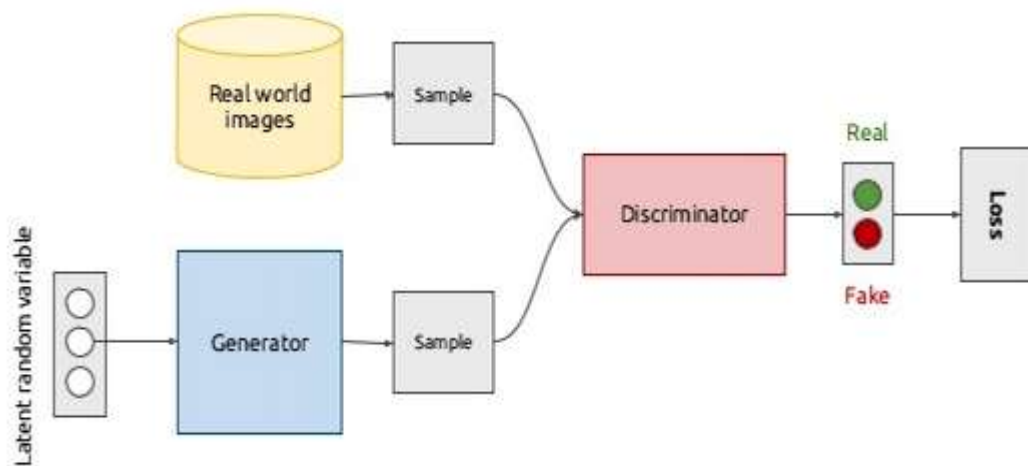 Real world
images
Sample
Real
Discriminator
Loss
Fake
Latent random variable
Generator
Sample